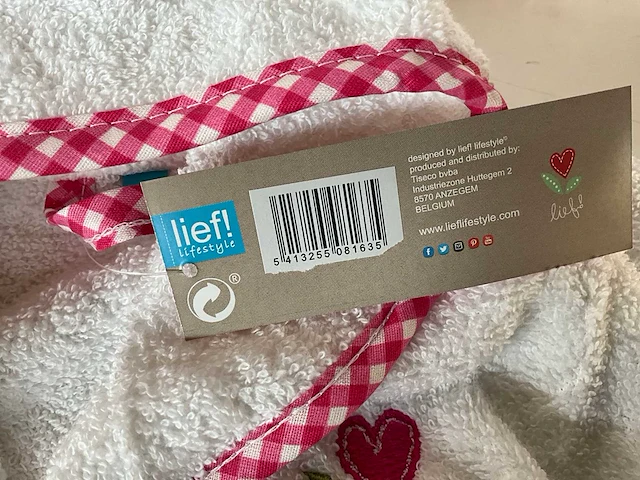 lief!
lifestyle
®
5 413255 081635
designed by lief! lifestyle®
produced and distributed by:
Tiseco bvba
Industriezone Huttegem 2
8570 ANZEGEM
BELGIUM
www.lieflifestyle.com
lief!